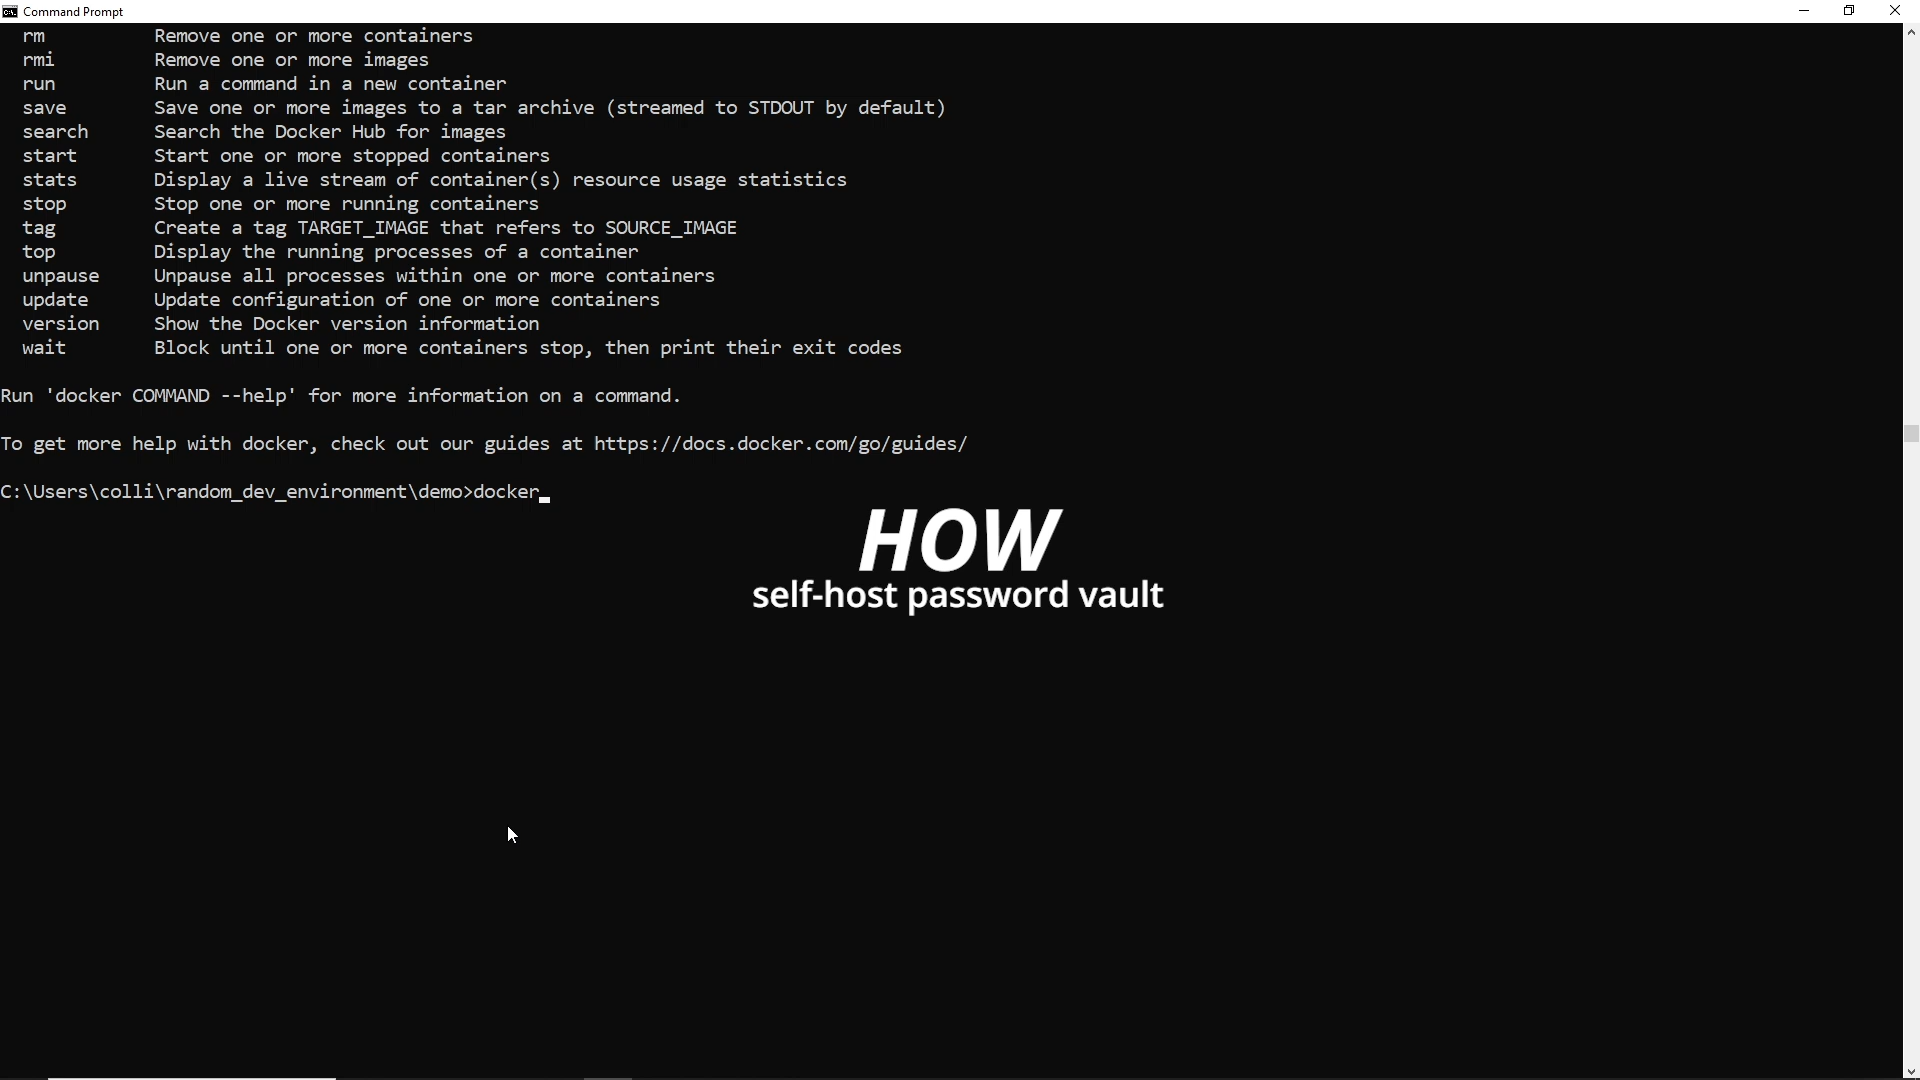 Command Prompt
rm Remove one or more containers
rmi Remove one or more images
run Run a command in a new container
save Save one or more images to a tar archive (streamed to STDOUT by default)
search Search the Docker Hub for images
start Start one or more stopped containers
stats Display a live stream of container(s) resource usage statistics
stop Stop one or more running containers
tag Create a tag TARGET_IMAGE that refers to SOURCE_IMAGE
top Display the running processes of a container
unpause Unpause all processes within one or more containers
update Update configuration of one or more containers
version Show the Docker version information
wait Block until one or more containers stop, then print their exit codes
Run 'docker COMMAND --help' for more information on a command.
To get more help with docker, check out our guides at https://docs.docker.com/go/guides/
C:\Users\colli\random_dev_environment\demo>docker
HOW
self-host password vault